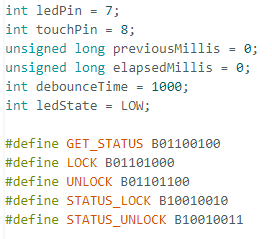 int ledPin = 7;
int touchPin = 8;
unsigned long previousMillis = 0;
unsigned long elapsedMillis = 0;
int debounceTime = 1000;
int ledState = LOW;
#define GET_STATUS B01100100
#define LOCK B01101000
#define UNLOCK B01101100
#define STATUS_LOCK B10010010
#define STATUS_UNLOCK B10010011